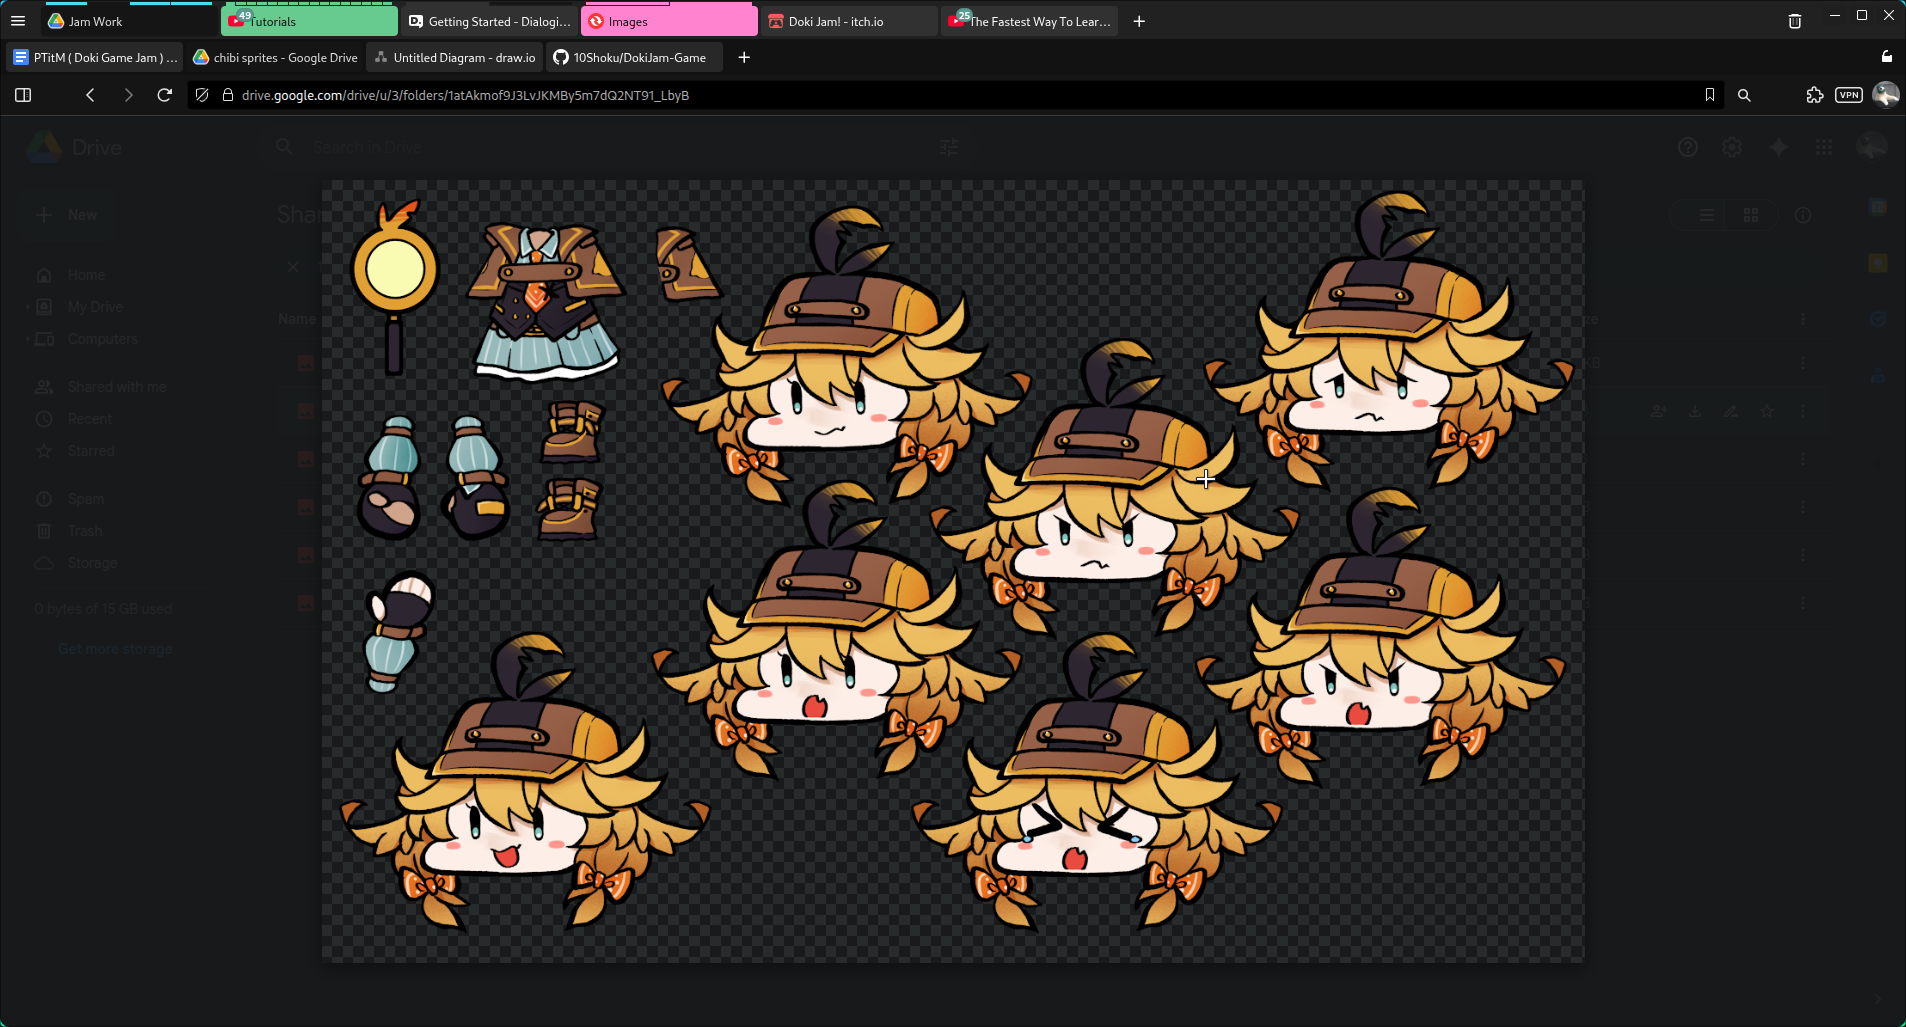 Jam Work
49
Tutorials
Getting Started - Dialogi...
Images
Doki Jam! - itch.io
25
The Fastest Way To Lear...
PTitM ( Doki Game Jam ) ...
chibi sprites - Google Drive
Untitled Diagram - draw.io
10Shoku/DokiJam-Game
drive.google.com/drive/u/3/folders/1atAkmof9J3LvJKMBy5m7dQ2NT91_LbyB
VPN
Drive
Search in Drive
New
Home
My Drive
Computers
Shared with me
Recent
Starred
Spam
Trash
Storage
0 bytes of 15 GB used
Get more storage
Name